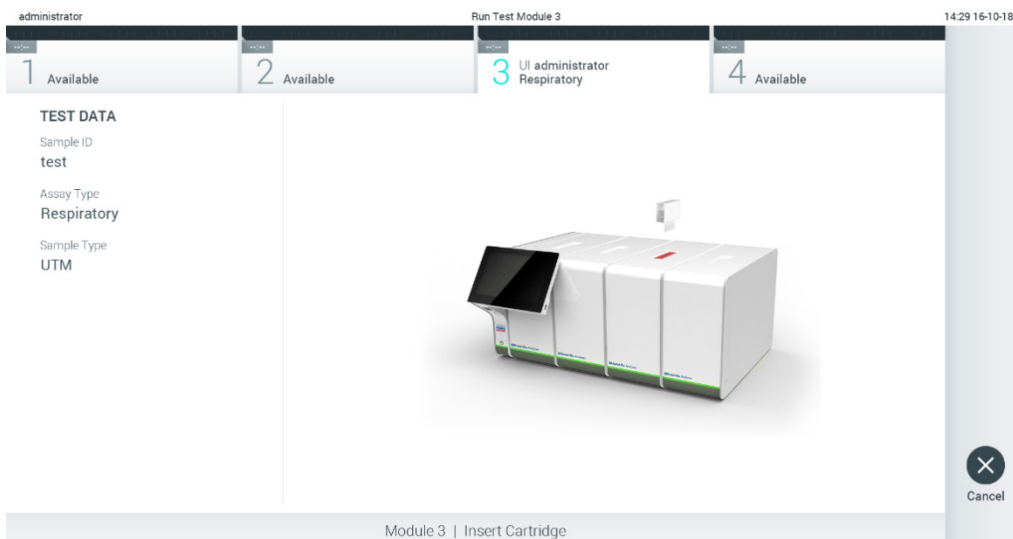 administrator
Run Test Module 3
14:29 16-10-18
--:--
1 Available
--:--
2 Available
--:--
3 UI administrator
Respiratory
--:--
4 Available
TEST DATA
Sample ID
test
Assay Type
Respiratory
Sample Type
UTM
Cancel
Module 3 | Insert Cartridge